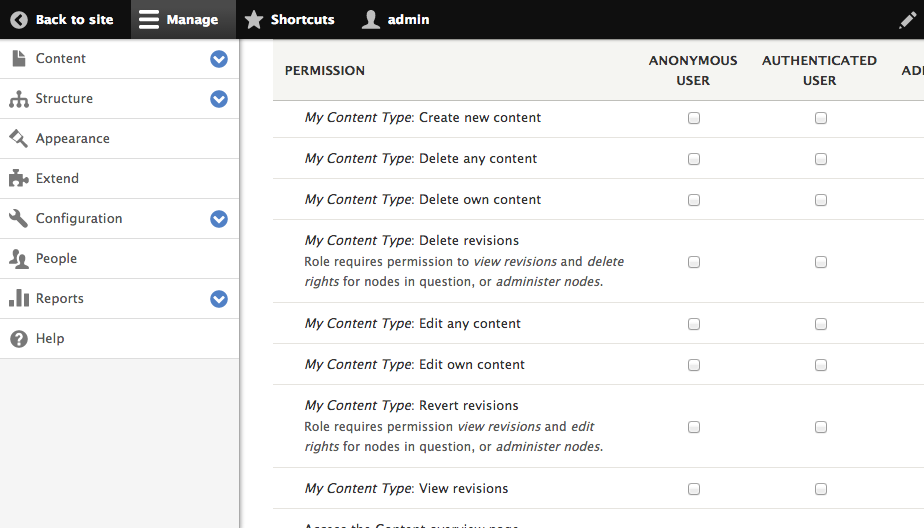 Back to site Manage Shortcuts admin
Content
Structure
Appearance
Extend
Configuration
People
Reports
Help
PERMISSION ANONYMOUS USER AUTHENTICATED USER
My Content Type: Create new content
My Content Type: Delete any content
My Content Type: Delete own content
My Content Type: Delete revisions
Role requires permission to view revisions and delete
rights for nodes in question, or administer nodes.
My Content Type: Edit any content
My Content Type: Edit own content
My Content Type: Revert revisions
Role requires permission view revisions and edit
rights for nodes in question, or administer nodes.
My Content Type: View revisions
Access the Content overview page